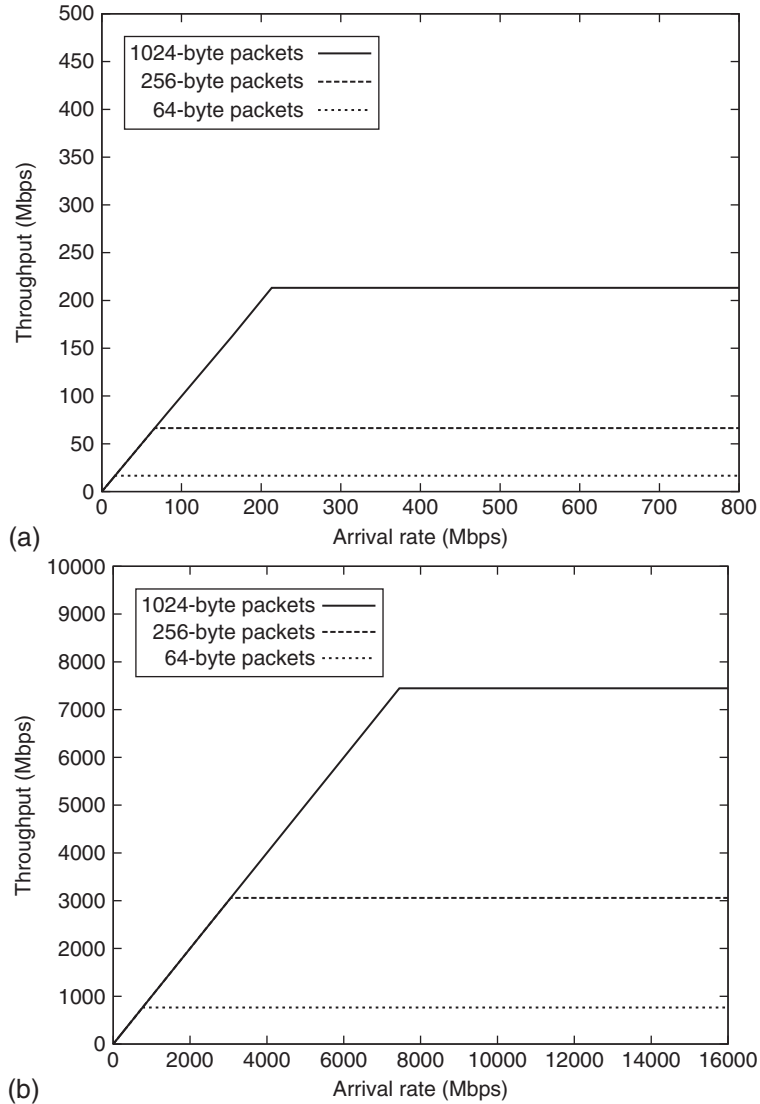 500
450
400
350
300
250
200
150
100
50
0
Throughput (Mbps)
1024-byte packets
256-byte packets
64-byte packets
0 100 200 300 400 500 600 700 800
Arrival rate (Mbps)
(a)
10000
9000
8000
7000
6000
5000
4000
3000
2000
1000
0
Throughput (Mbps)
1024-byte packets
256-byte packets
64-byte packets
0 2000 4000 6000 8000 10000 12000 14000 16000
Arrival rate (Mbps)
(b)